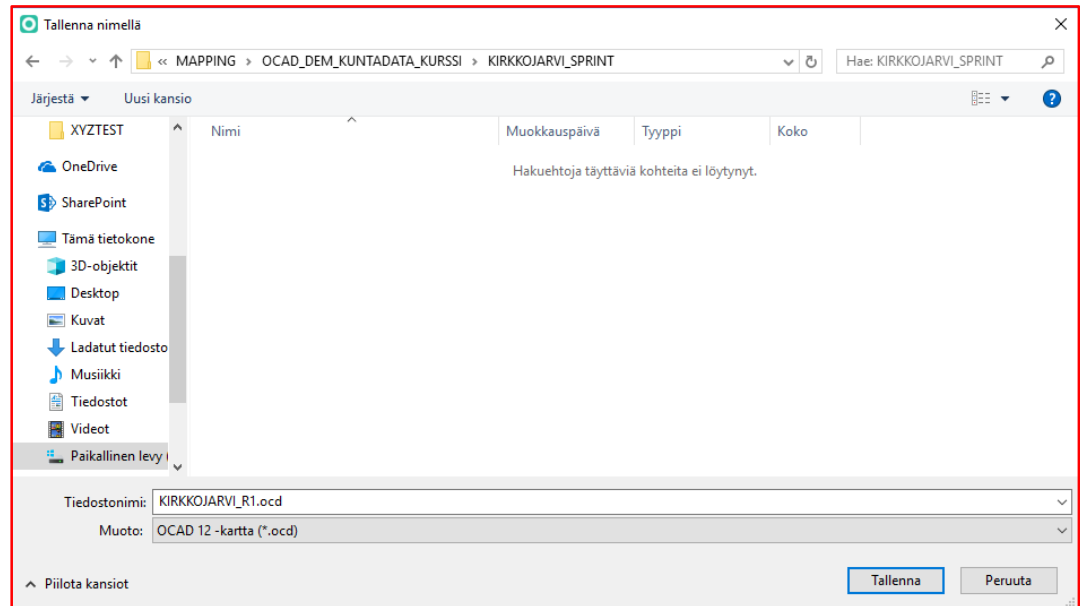 Tallenna nimellä
« MAPPING › OCAD_DEM_KUNTADATA_KURSSI › KIRKKOJARVI_SPRINT
Hae: KIRKKOJARVI_SPRINT
Järjestä Uusi kansio
?
XYZTEST
Nimi Muokkauspäivä Tyyppi Koko
Hakuehtoja täyttäviä kohteita ei löytynyt.
OneDrive
SharePoint
Tämä tietokone
3D-objektit
Desktop
Kuvat
Ladatut tiedosto
Musiikki
Tiedostot
Videot
Paikallinen levy (
Tiedostonimi: KIRKKOJARVI_R1.ocd
Muoto: OCAD 12 -kartta (*.ocd)
Piilota kansiot
Tallenna Peruuta